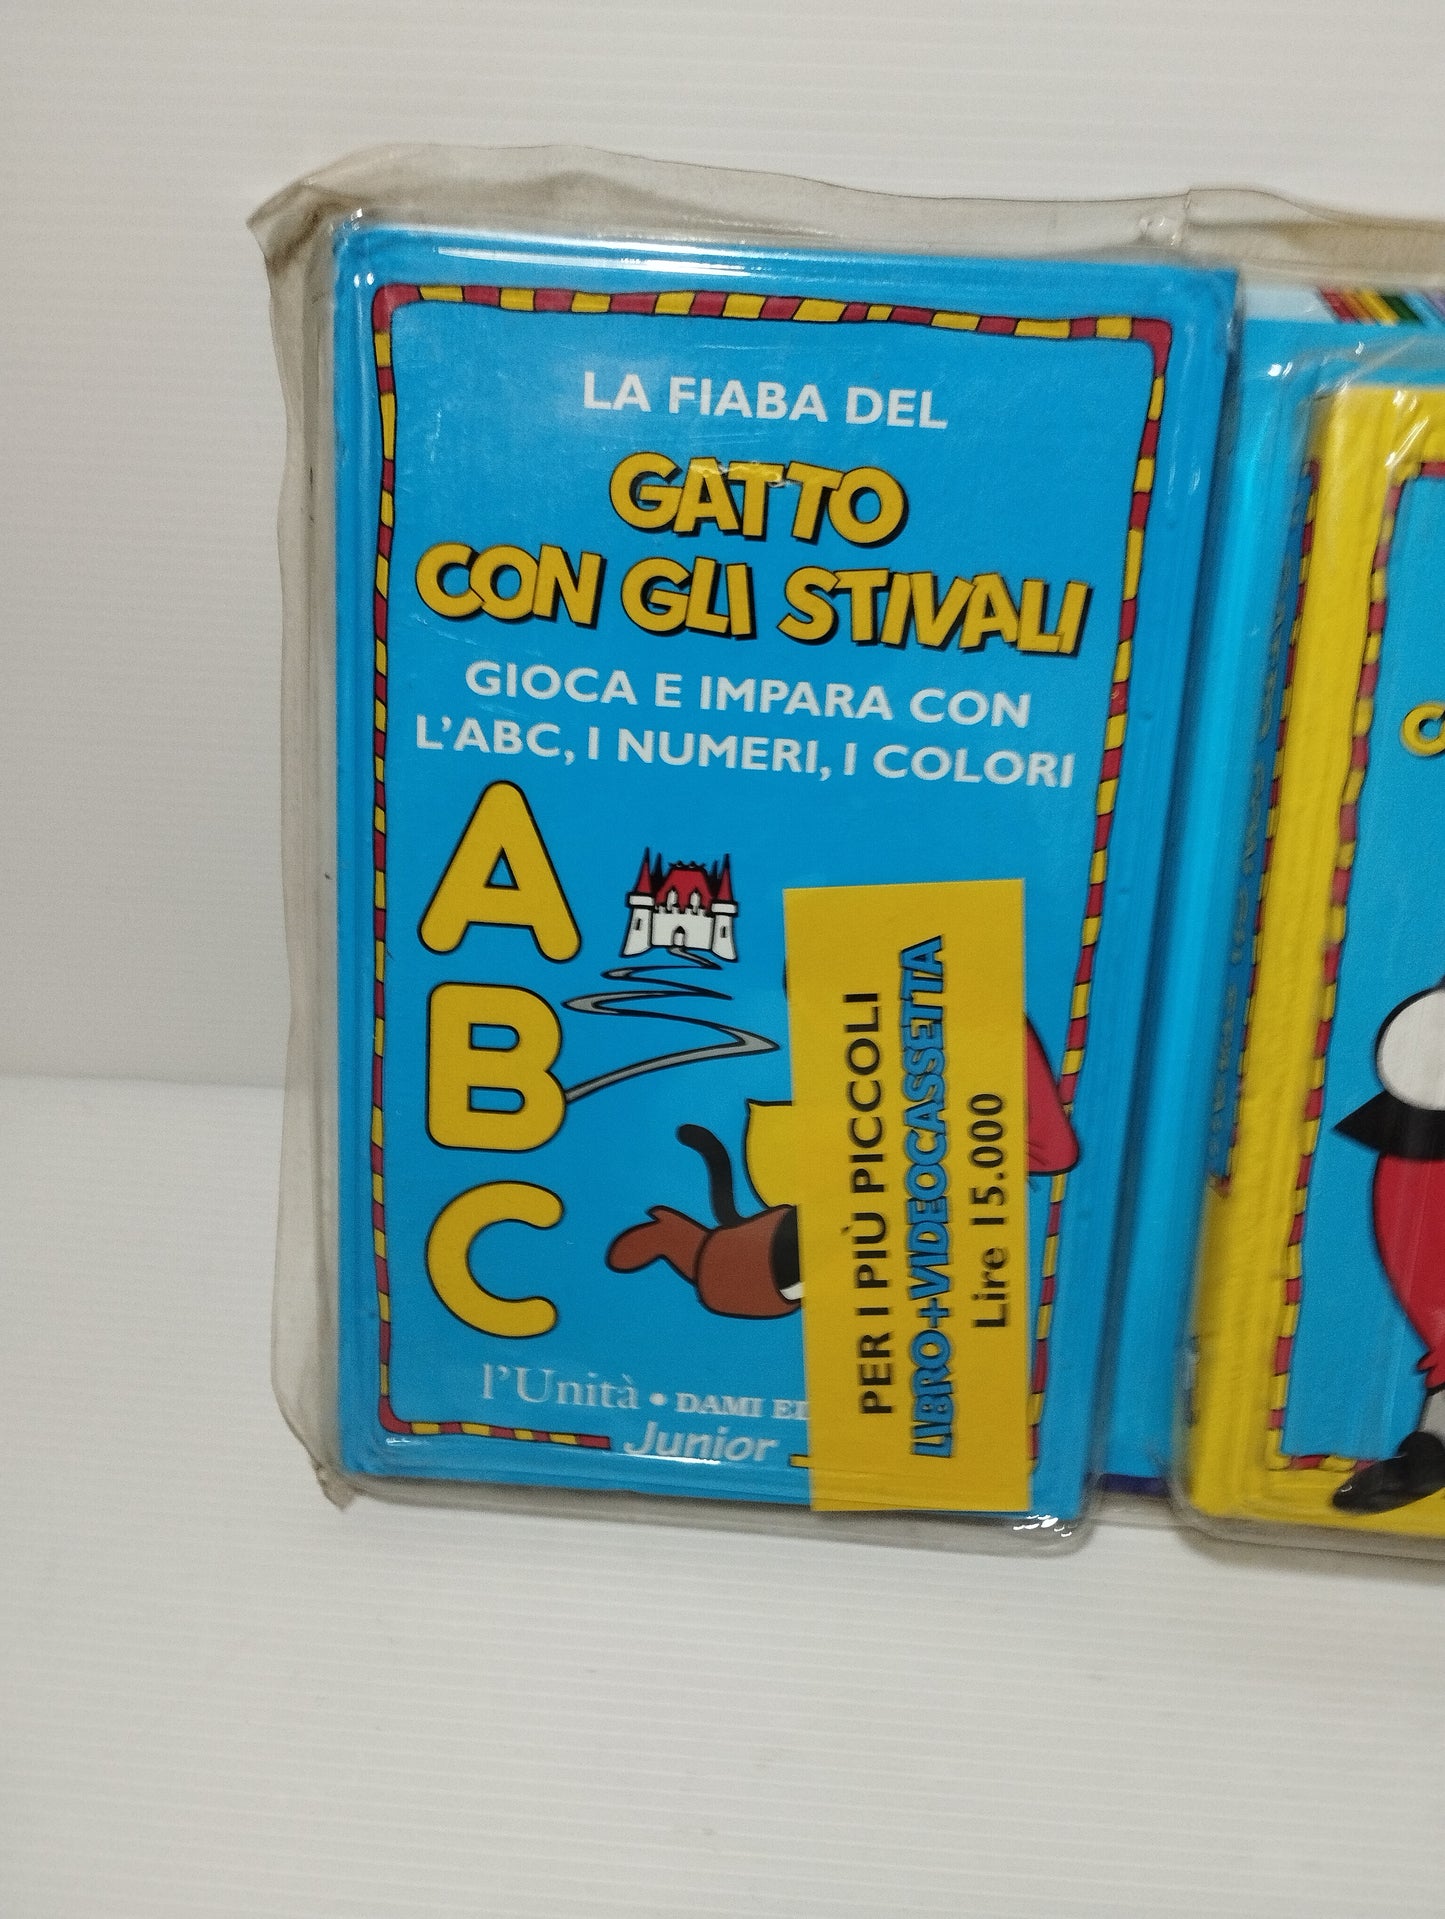 LA FIABA DEL
GATTO
CON GLI STIVALI
GIOCA E IMPARA CON
L'ABC, I NUMERI, I COLORI
A
B
C
l'Unità • DAMI
Junior
PER I PIÙ PICCOLI
LIBRO+VIDEOCASSETTA
Lire 15.000